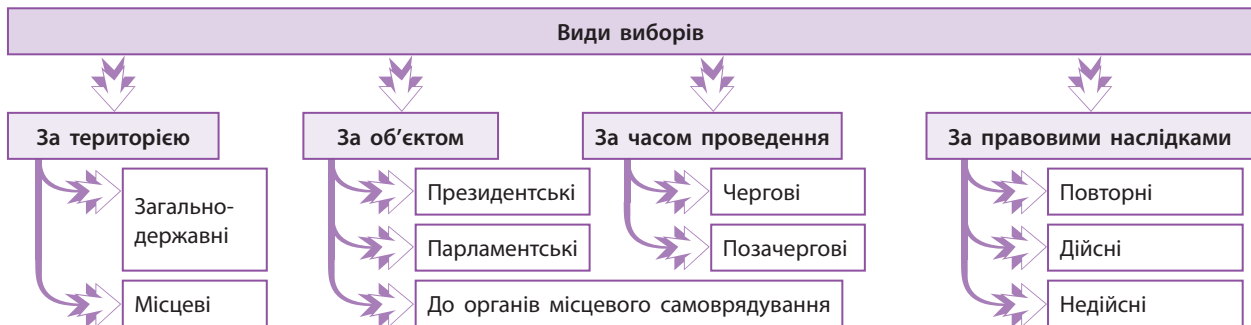 Види виборів
За територією
Загально-
державні
Місцеві
За об’єктом
Президентські
Парламентські
До органів місцевого самоврядування
За часом проведення
Чергові
Позачергові
За правовими наслідками
Повторні
Дійсні
Недійсні